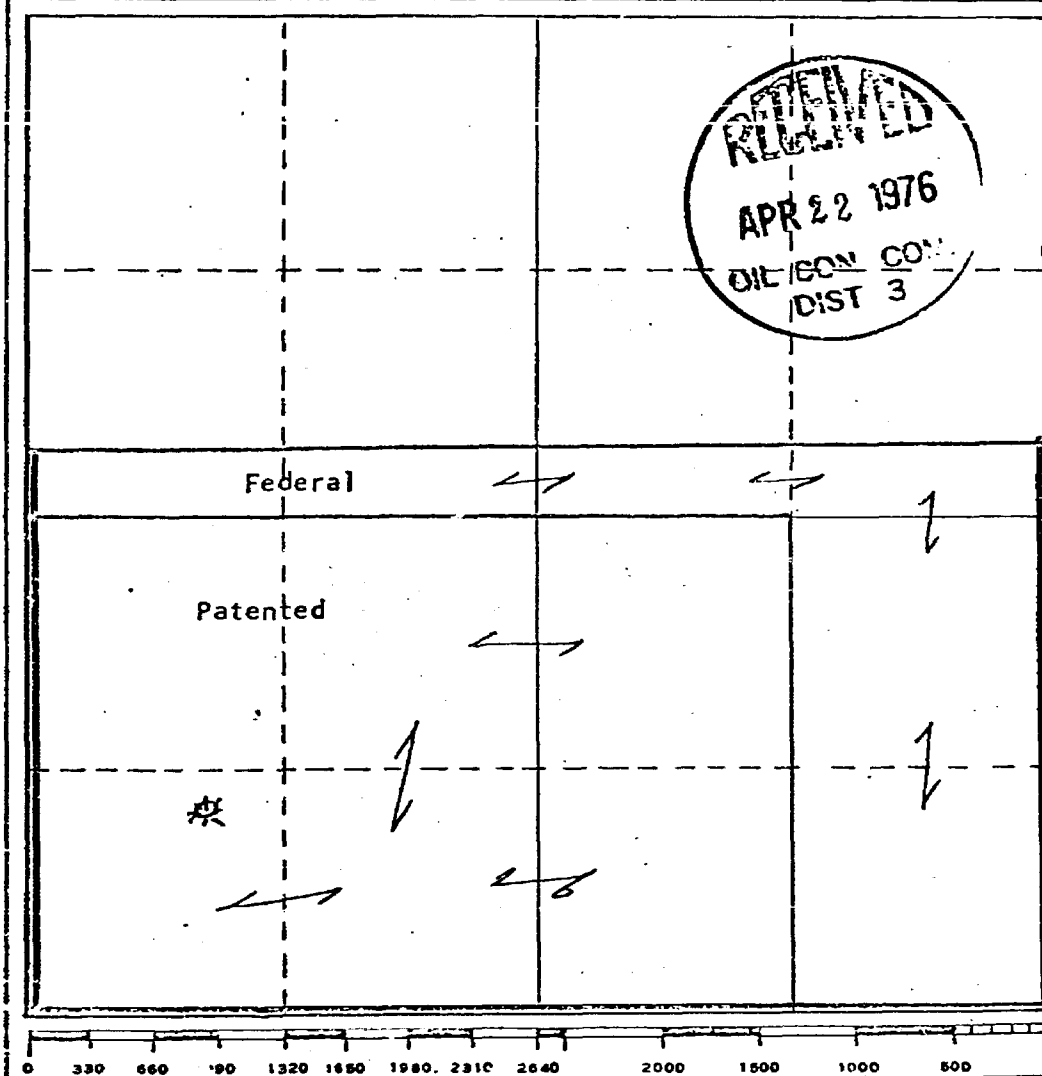 RECEIVED
APR 22 1976
OIL CON. COM.
DIST 3
Federal
Patented
0 330 660 '90 1320 1650 1980. 2310 2640 2000 1500 1000 500